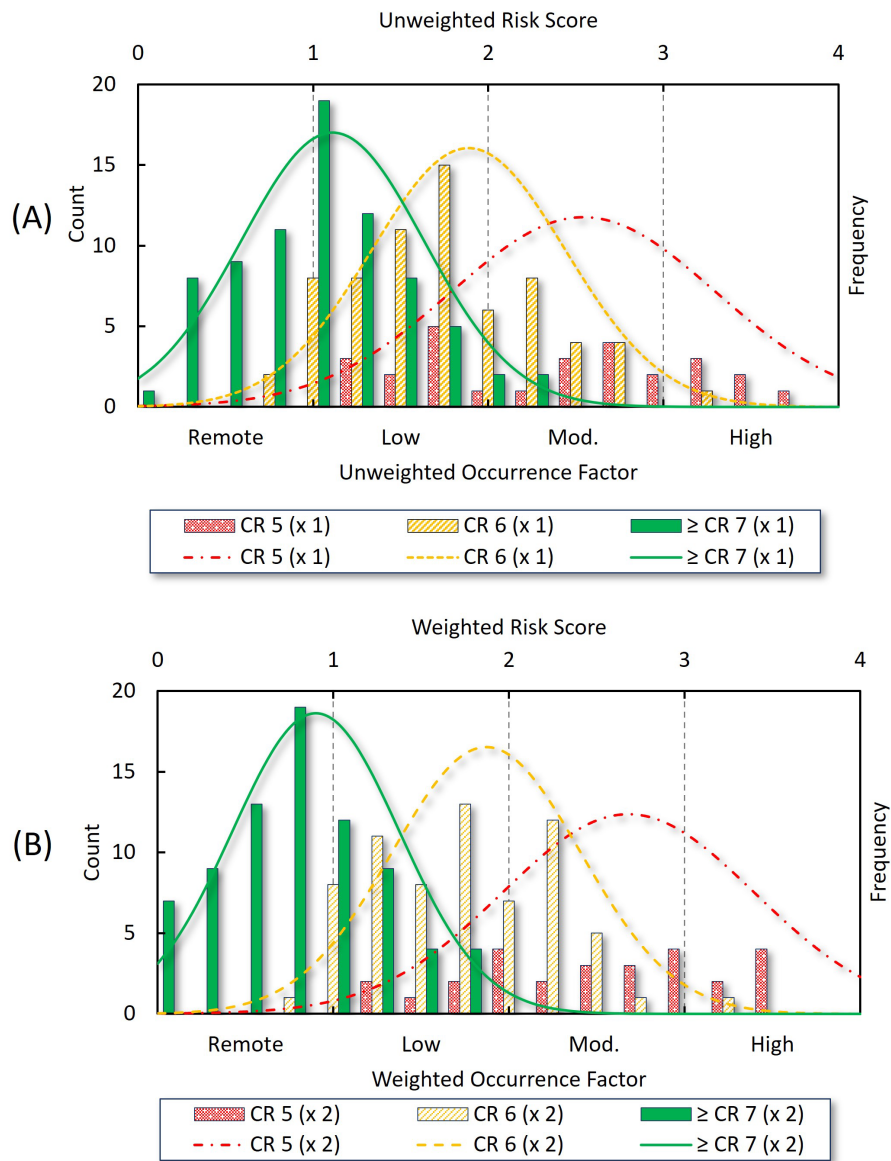 Unweighted Risk Score
0 1 2 3 4
20
15
10
5
0
Count
(A)
Frequency
Remote Low Mod. High
Unweighted Occurrence Factor
CR 5 (x 1) CR 6 (x 1) ≥ CR 7 (x 1)
CR 5 (x 1) CR 6 (x 1) ≥ CR 7 (x 1)
Weighted Risk Score
0 1 2 3 4
20
15
10
5
0
Count
(B)
Frequency
Remote Low Mod. High
Weighted Occurrence Factor
CR 5 (x 2) CR 6 (x 2) ≥ CR 7 (x 2)
CR 5 (x 2) CR 6 (x 2) ≥ CR 7 (x 2)